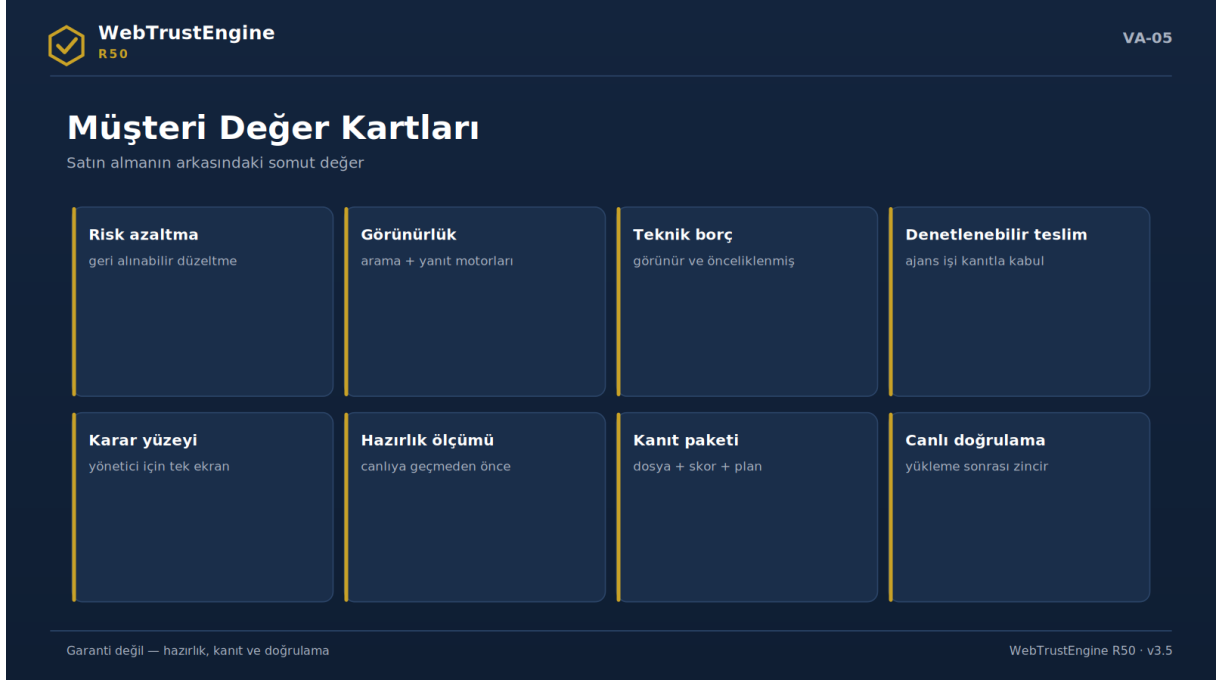 WebTrustEngine
R50
VA-05
Müşteri Değer Kartları
Satın almanın arkasındaki somut değer
Risk azaltma
geri alınabilir düzeltme
Görünürlük
arama + yanıt motorları
Teknik borç
görünür ve önceliklenmiş
Denetlenebilir teslim
ajans işi kanıtla kabul
Karar yüzeyi
yönetici için tek ekran
Hazırlık ölçümü
canlıya geçmeden önce
Kanıt paketi
dosya + skor + plan
Canlı doğrulama
yükleme sonrası zincir
Garanti değil — hazırlık, kanıt ve doğrulama
WebTrustEngine R50 · v3.5